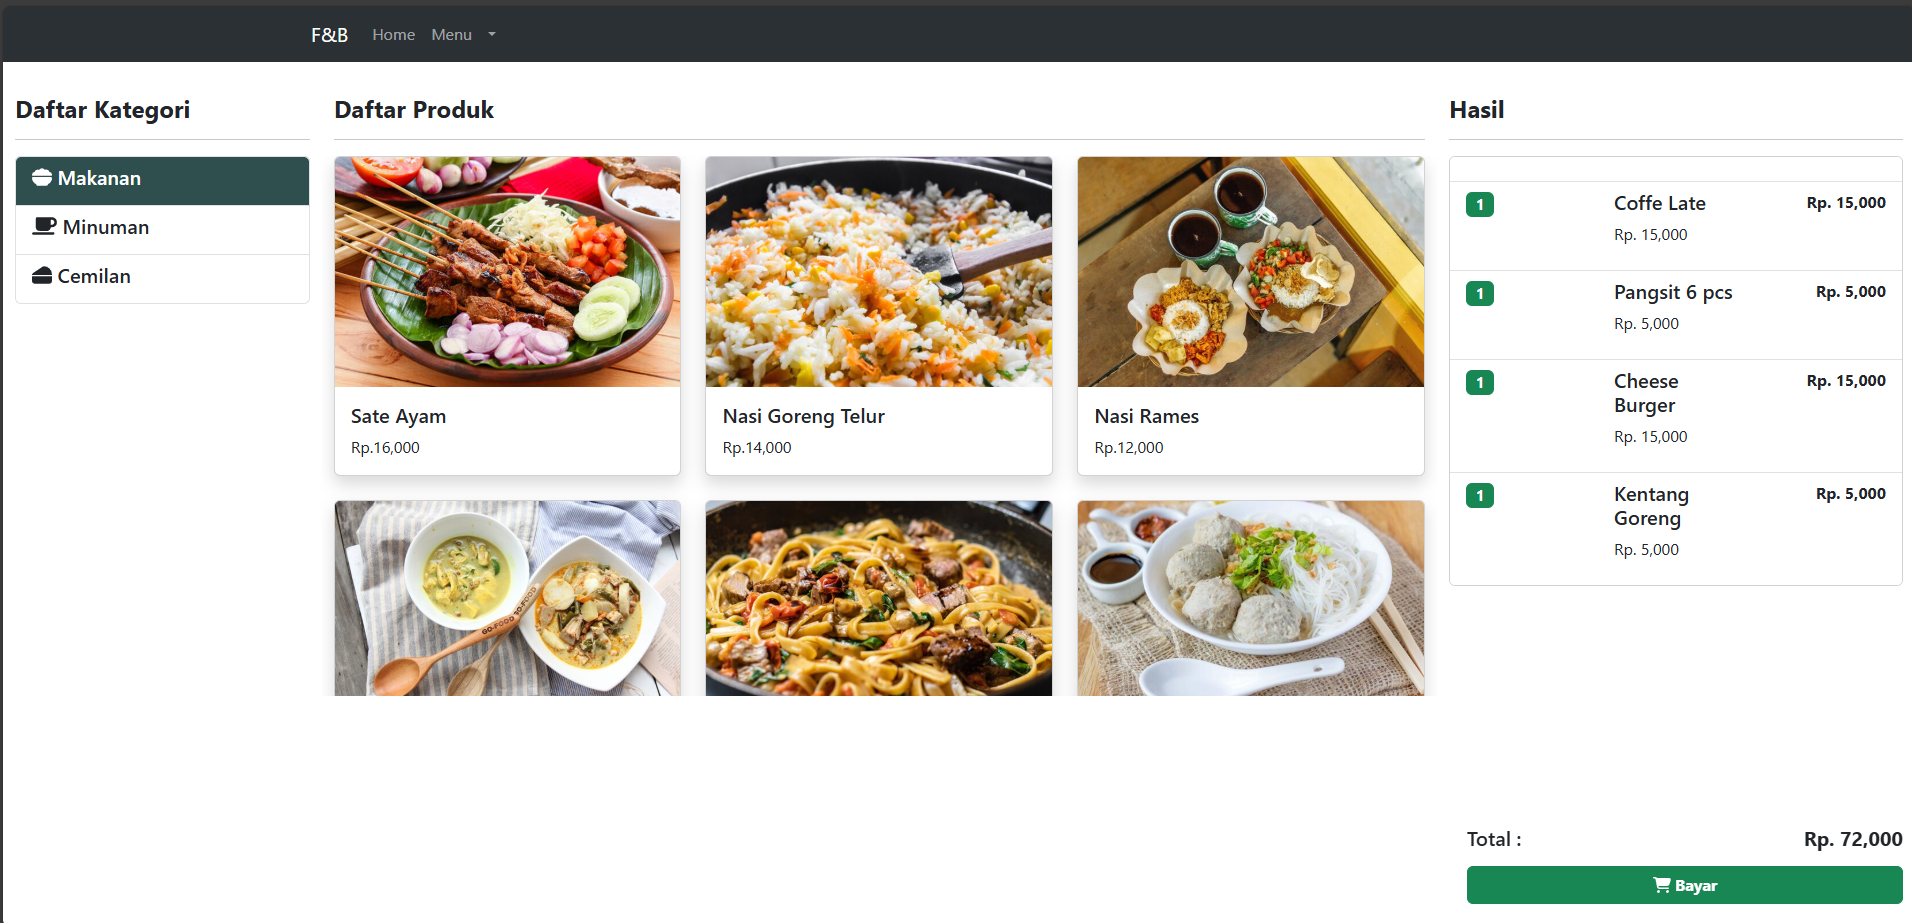 F&B Home Menu
Daftar Kategori
Makanan
Minuman
Cemilan
Daftar Produk
Sate Ayam
Rp.16,000
Nasi Goreng Telur
Rp.14,000
Nasi Rames
Rp.12,000
GO-FOOD
GO-FOOD
Hasil
1 Coffe Late Rp. 15,000
Rp. 15,000
1 Pangsit 6 pcs Rp. 5,000
Rp. 5,000
1 Cheese Rp. 15,000
Burger
Rp. 15,000
1 Kentang Rp. 5,000
Goreng
Rp. 5,000
Total : Rp. 72,000
Bayar